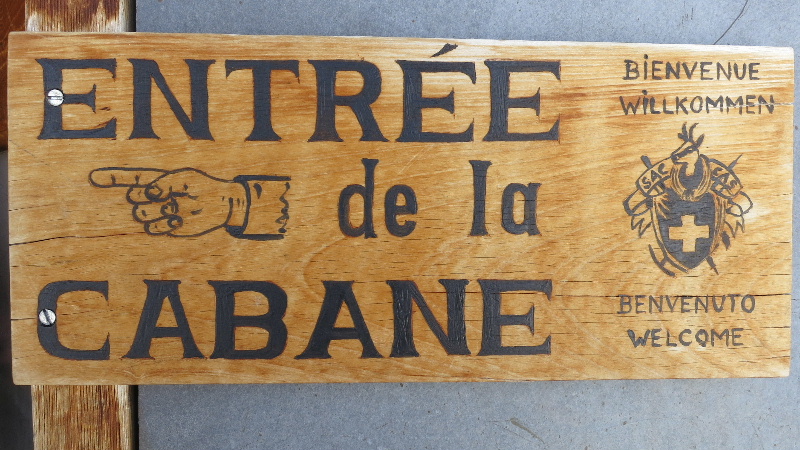 ENTRÉE
de la
CABANE
BiENVENUE
WiLLKOMMEN
SAC CAS
BENVENUTO
WELCOME